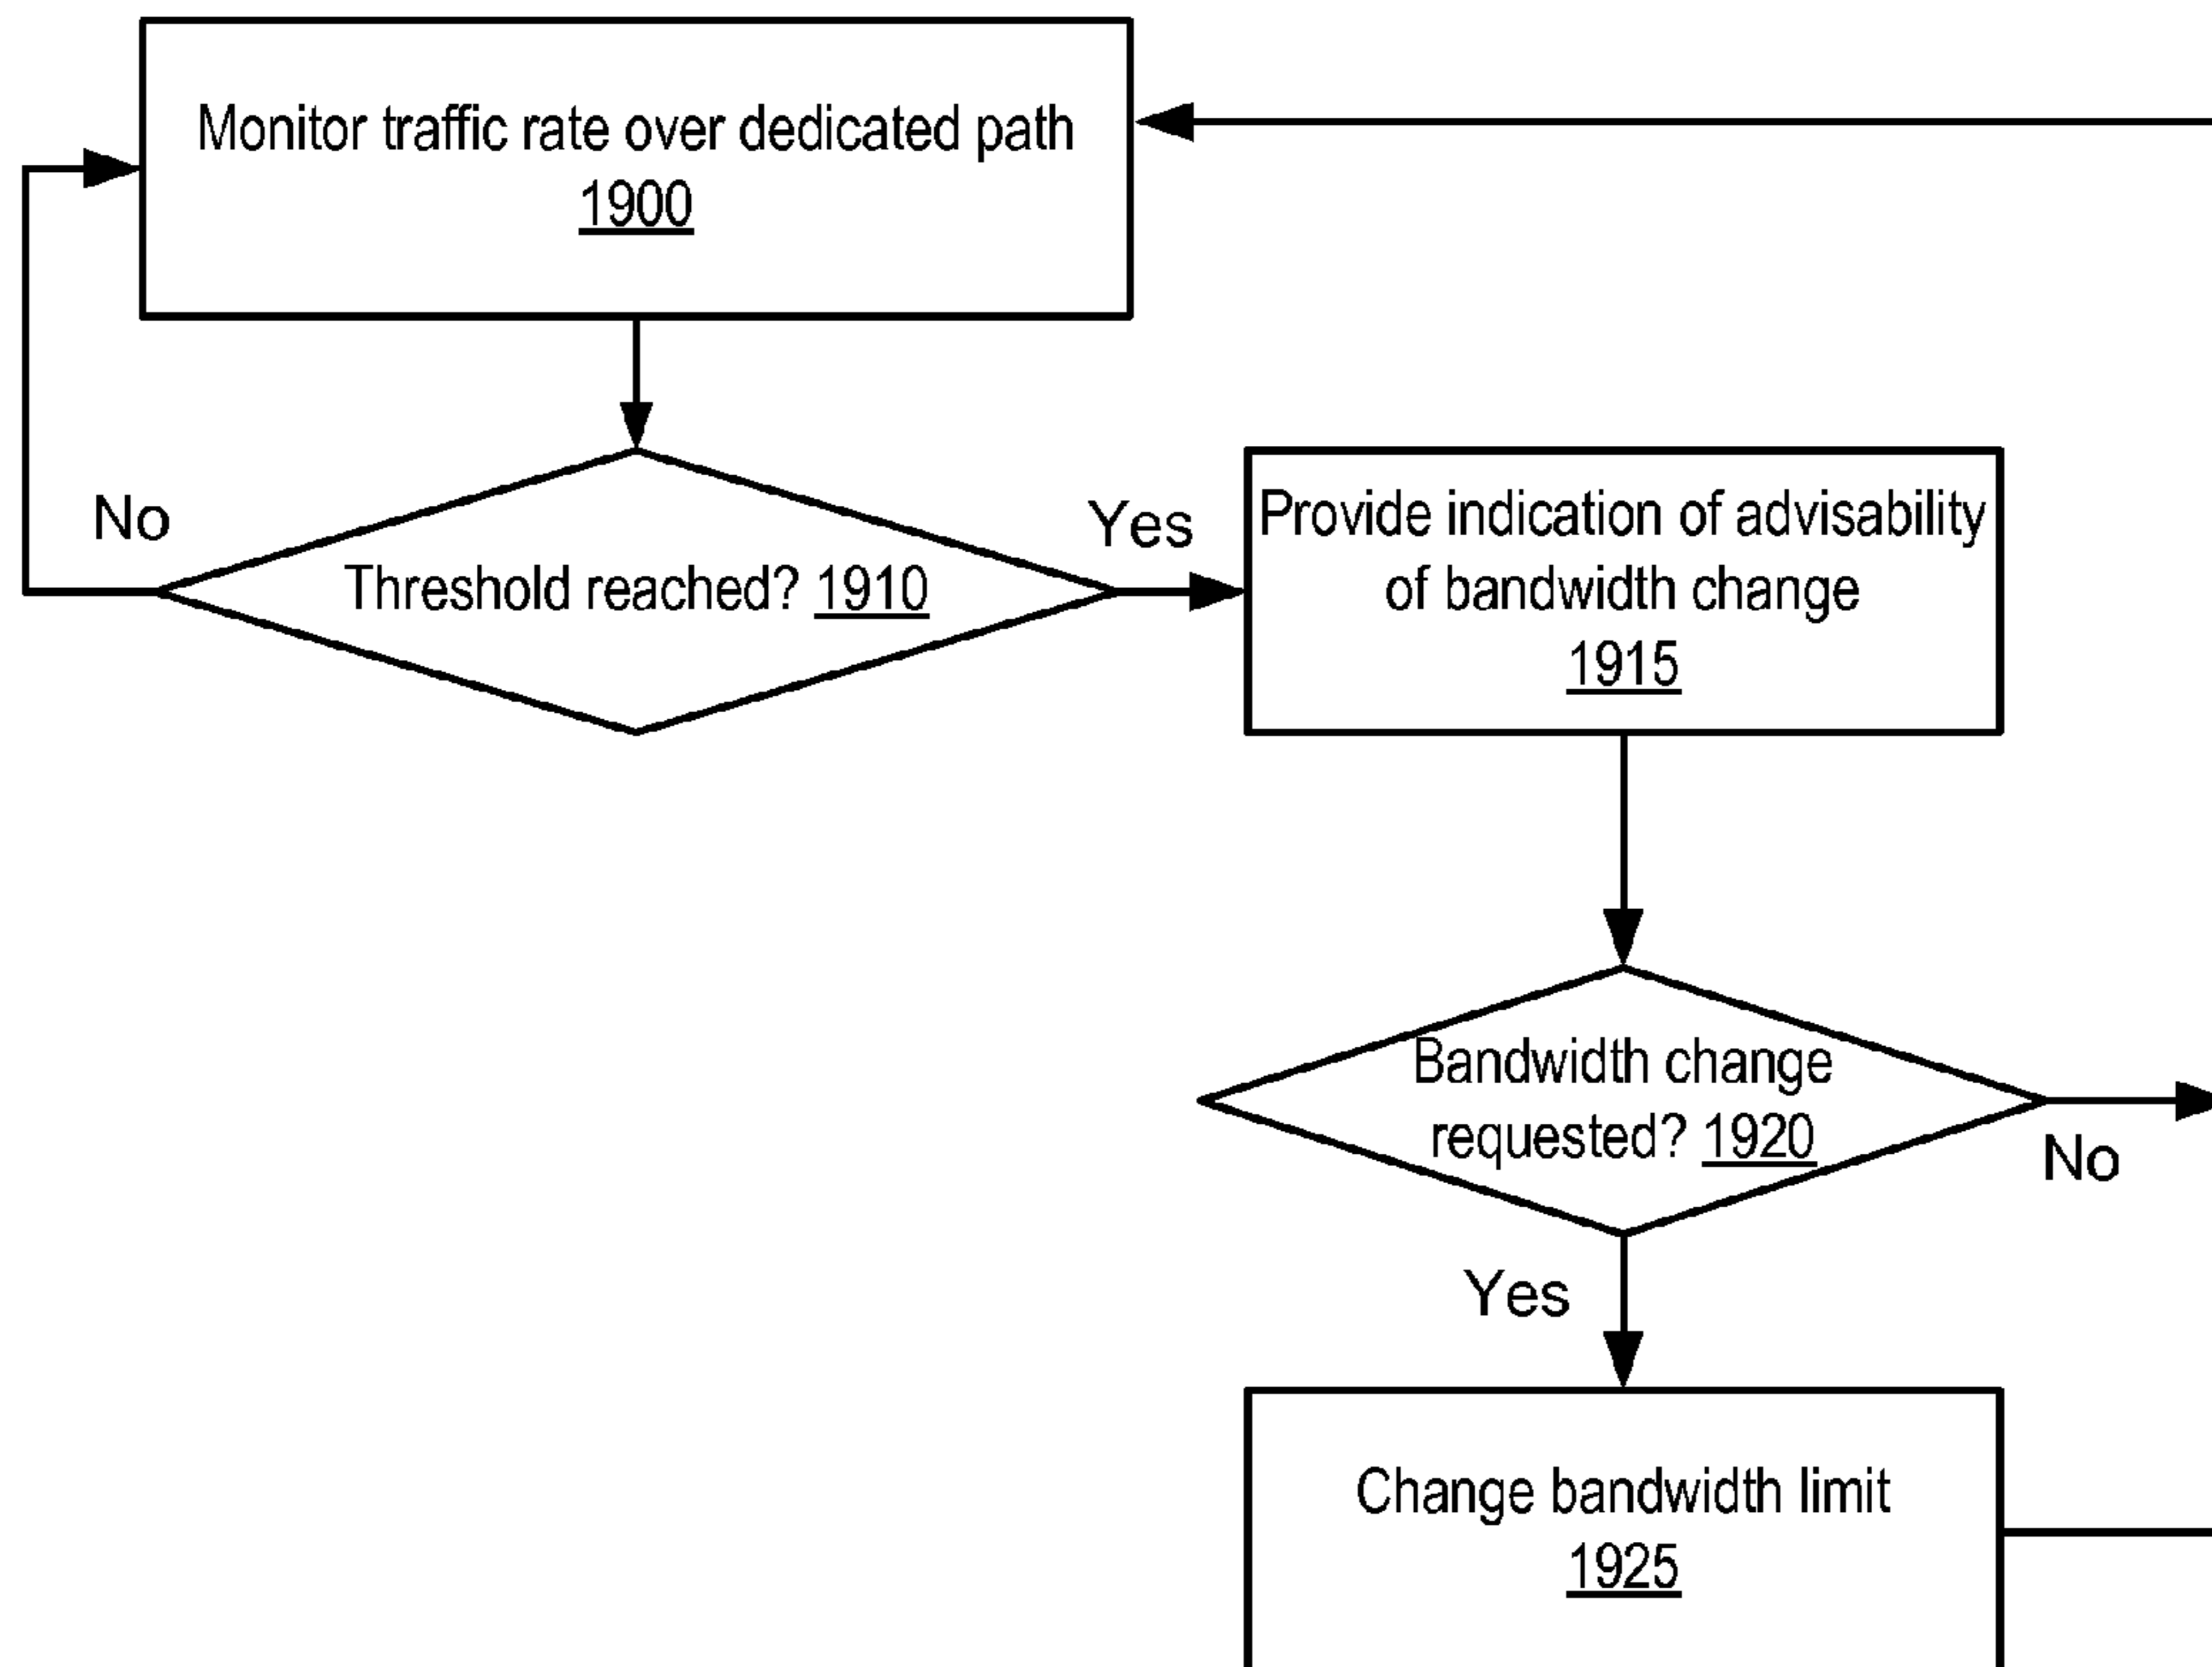 Monitor traffic rate over dedicated path
1900
No
Threshold reached? 1910
Yes
Provide indication of advisability
of bandwidth change
1915
Bandwidth change
requested? 1920
No
Yes
Change bandwidth limit
1925